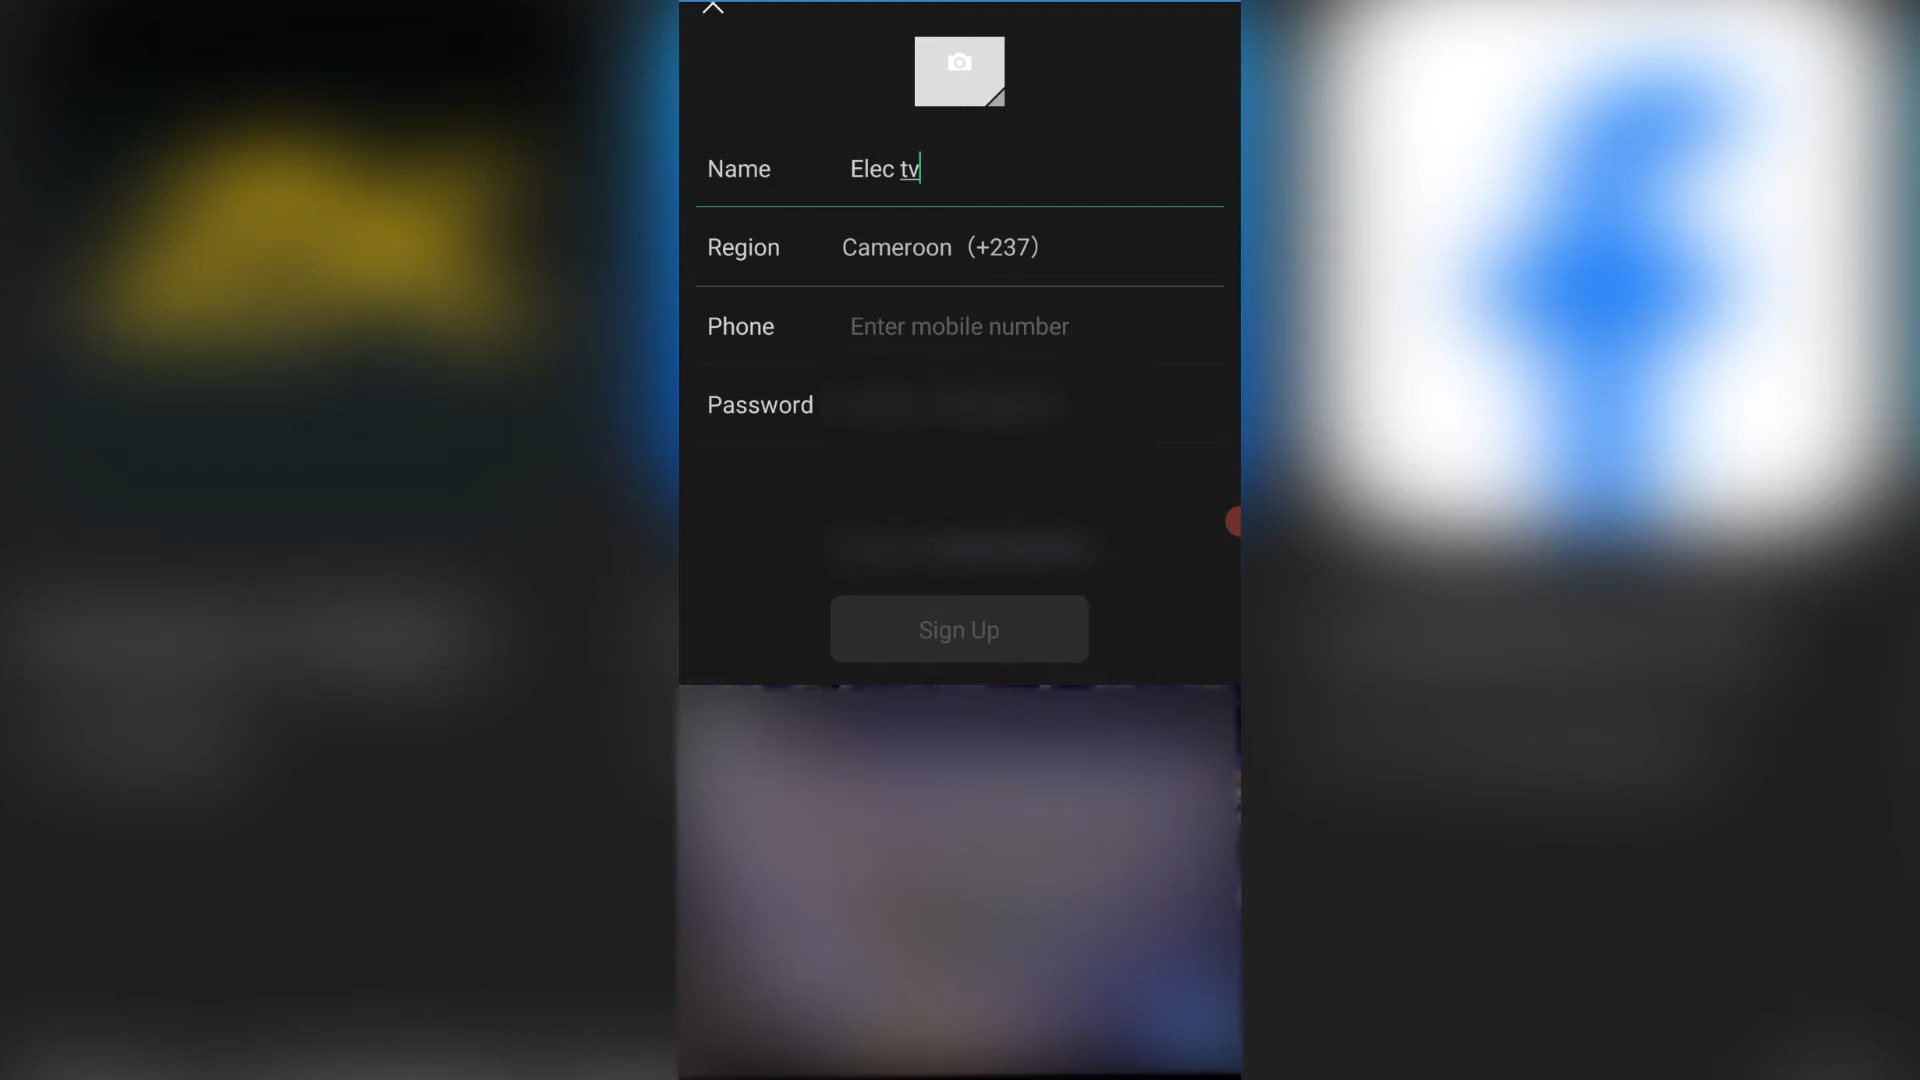 Name Elec tv
Region Cameroon (+237)
Phone Enter mobile number
Password
Sign Up